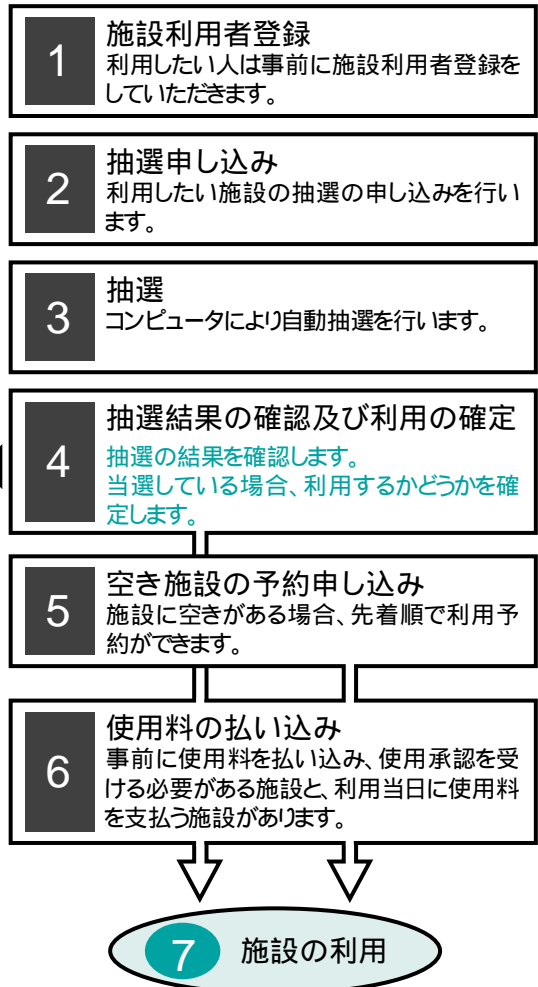 1
施設利用者登録
利用したい人は事前に施設利用者登録を
していただきます。
2
抽選申し込み
利用したい施設の抽選の申し込みを行い
ます。
3
抽選
コンピュータにより自動抽選を行います。
4
抽選結果の確認及び利用の確定
抽選の結果を確認します。
当選している場合、利用するかどうかを確
定します。
5
空き施設の予約申し込み
施設に空きがある場合、先着順で利用予
約ができます。
6
使用料の払い込み
事前に使用料を払い込み、使用承認を受
ける必要がある施設と、利用当日に使用料
を支払う施設があります。
7 施設の利用